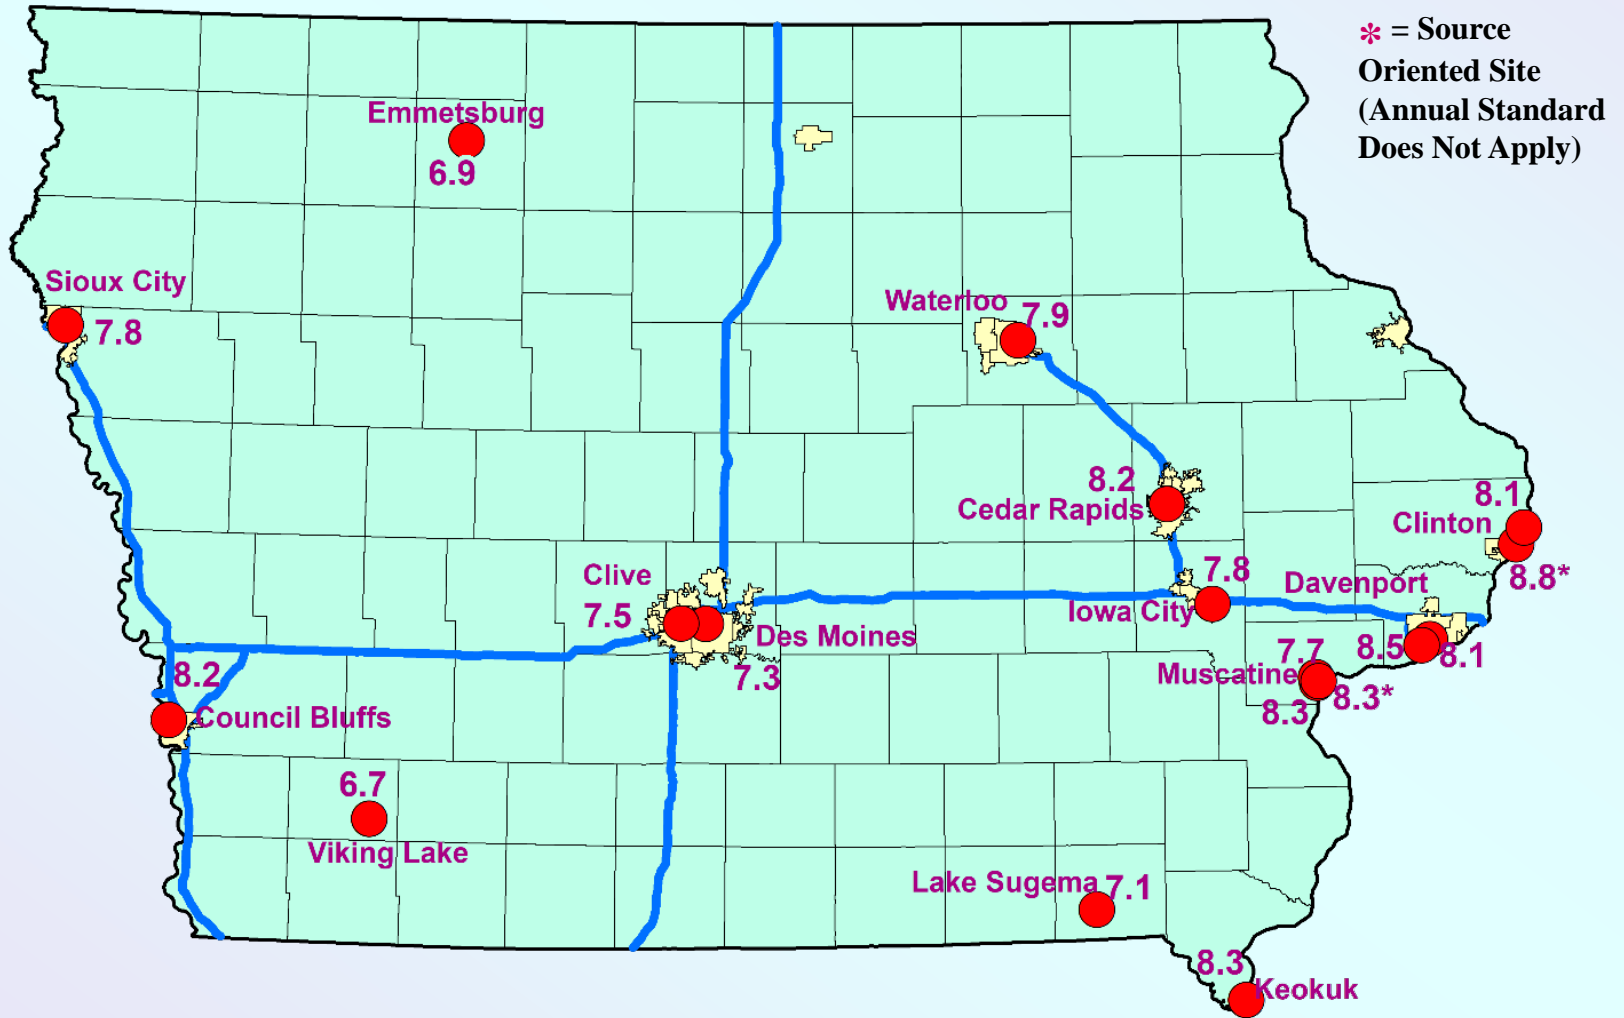 * = Source
Oriented Site
(Annual Standard
Does Not Apply)
Emmetsburg
6.9
Sioux City
7.8
Waterloo
7.9
8.2
Cedar Rapids
8.1
Clinton
8.8*
Clive
7.5
Des Moines
7.3
7.8
Iowa City
Davenport
8.5
8.1
7.7
Muscatine
8.3*
8.3
8.2
Council Bluffs
6.7
Viking Lake
Lake Sugema
7.1
8.3
Keokuk